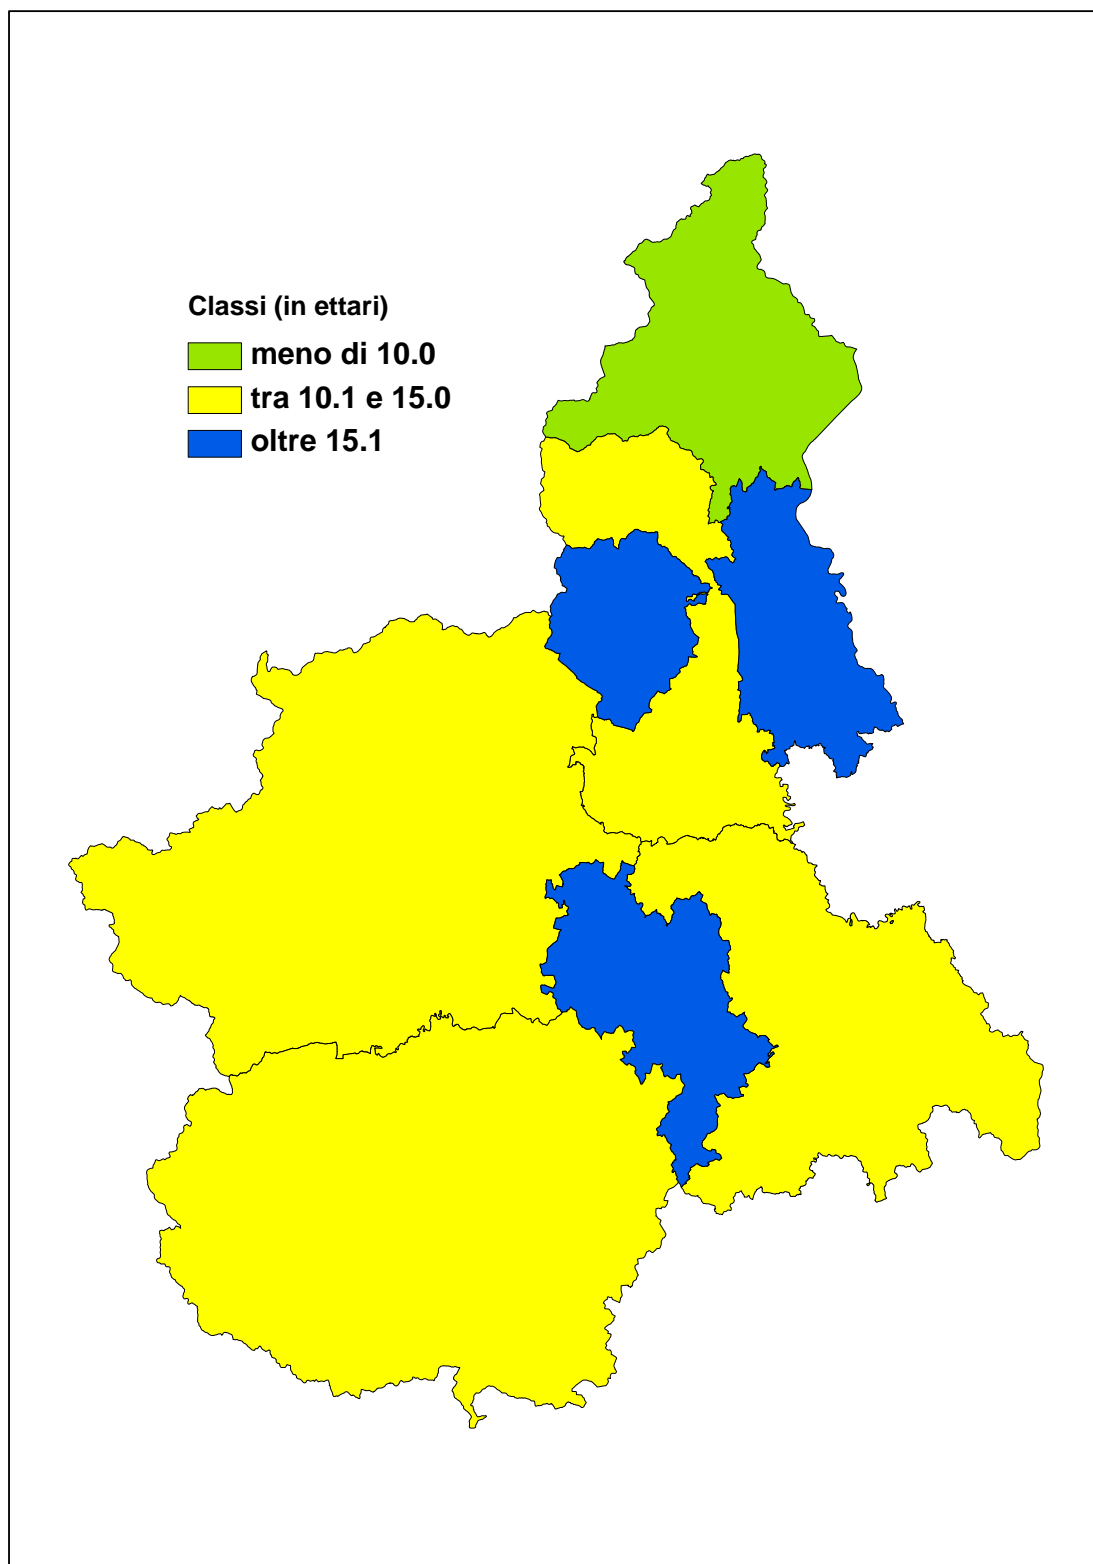 Classi (in ettari)
meno di 10.0
tra 10.1 e 15.0
oltre 15.1